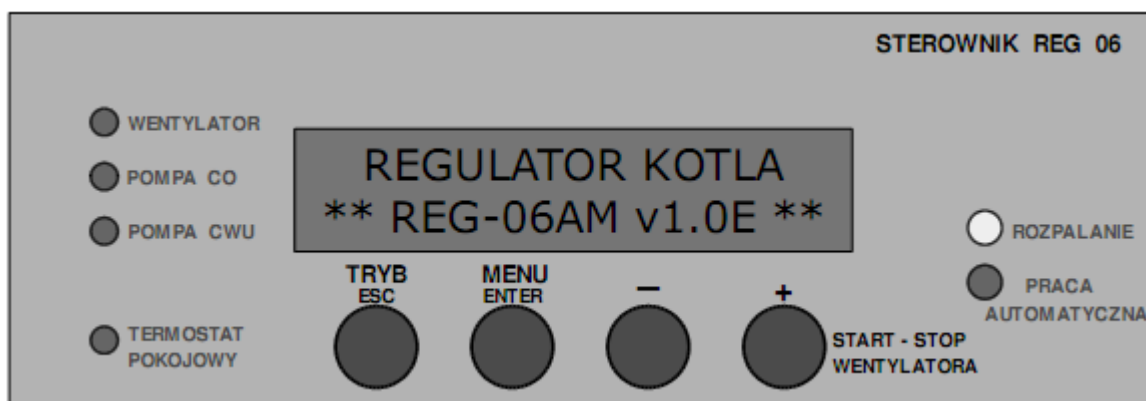 STEROWNIK REG 06
WENTYLATOR
POMPA CO
POMPA CWU
TERMOSTAT
POKOJOWY
REGULATOR KOTLA
** REG-06AM v1.0E **
TRYB
ESC
MENU
ENTER
–
+
START - STOP
WENTYLATORA
ROZPALANIE
PRACA
AUTOMATYCZNA